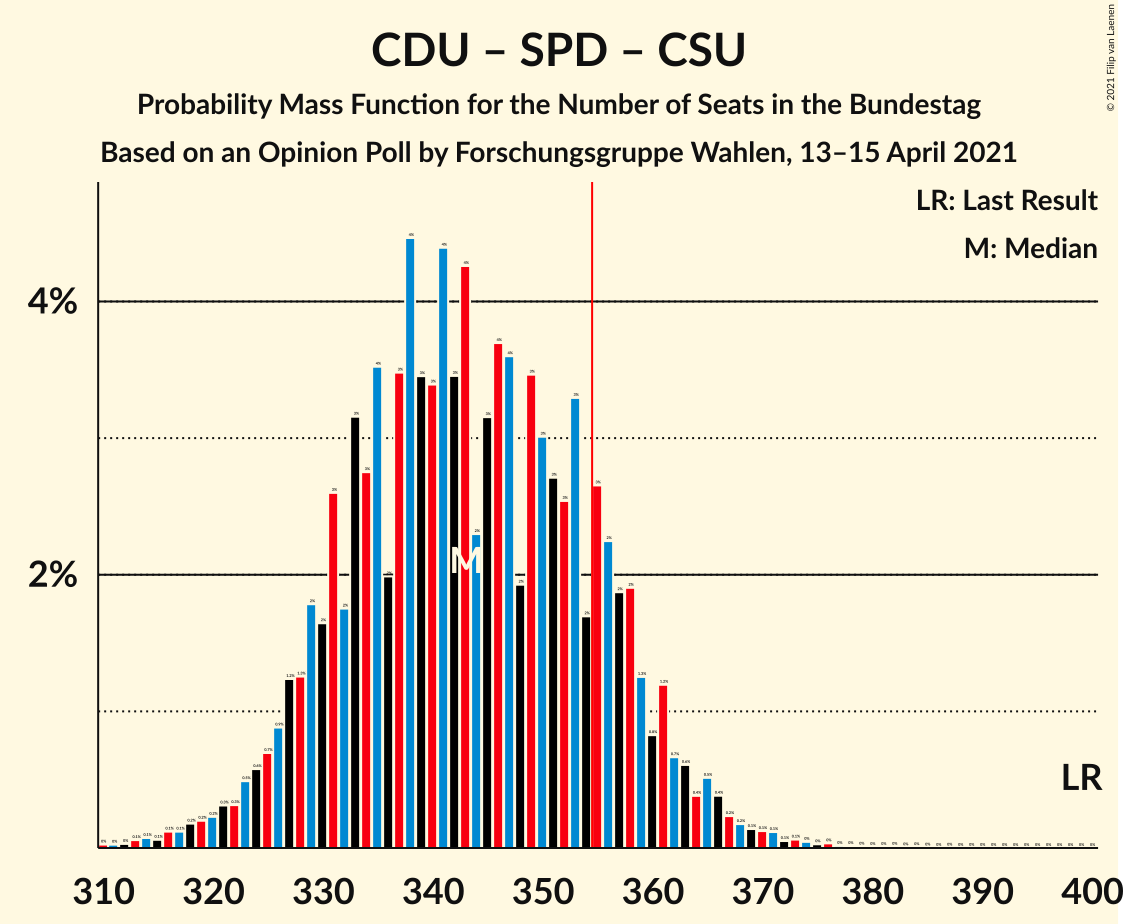 CDU – SPD – CSU
Probability Mass Function for the Number of Seats in the Bundestag
Based on an Opinion Poll by Forschungsgruppe Wahlen, 13–15 April 2021
© 2021 Filip van Laenen
LR: Last Result
M: Median
4%
2%
M
LR
310 320 330 340 350 360 370 380 390 400